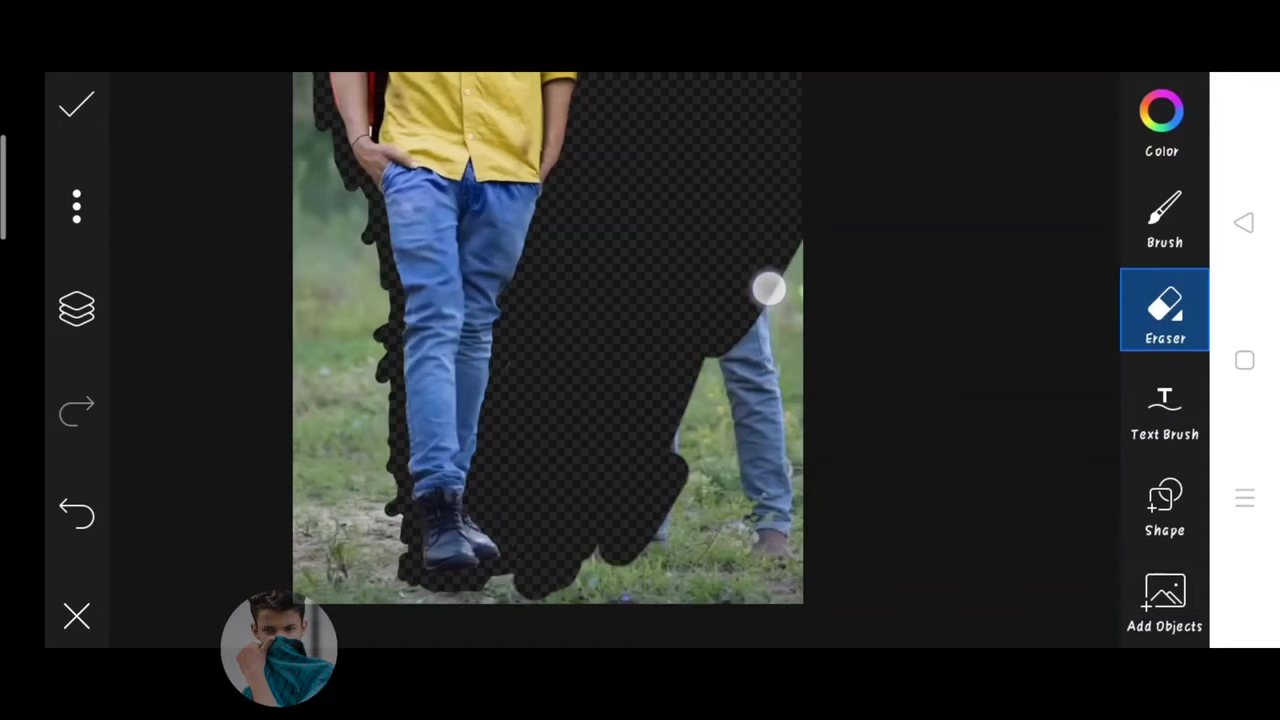 Color
Brush
Eraser
Text Brush
Shape
Add Objects